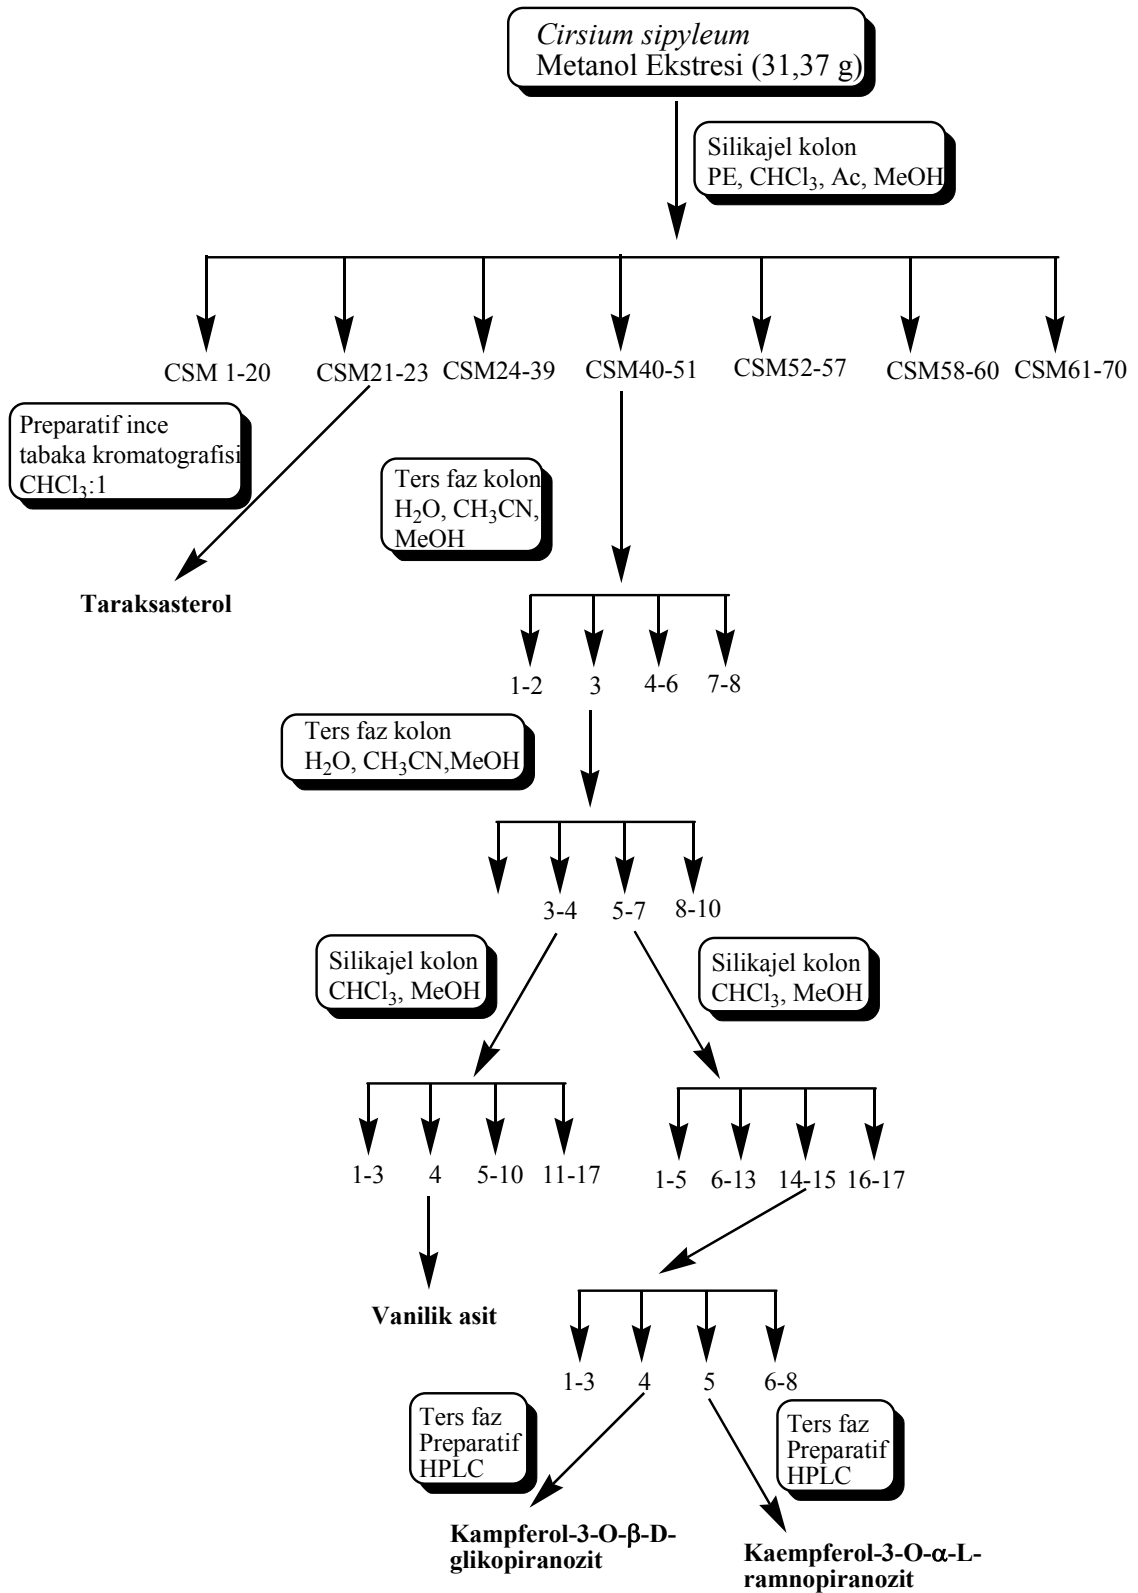 Cirsium sipyleum
Metanol Ekstresi (31,37 g)
Silikajel kolon
PE, CHCl₃, Ac, MeOH
CSM 1-20 CSM21-23 CSM24-39 CSM40-51 CSM52-57 CSM58-60 CSM61-70
Preparatif ince
tabaka kromatografisi
CHCl₃:1
Ters faz kolon
H₂O, CH₃CN,
MeOH
Taraksasterol
1-2 3 4-6 7-8
Ters faz kolon
H₂O, CH₃CN,MeOH
3-4 5-7 8-10
Silikajel kolon
CHCl₃, MeOH
Silikajel kolon
CHCl₃, MeOH
1-3 4 5-10 11-17
1-5 6-13 14-15 16-17
Vanilik asit
1-3 4 5 6-8
Ters faz
Preparatif
HPLC
Ters faz
Preparatif
HPLC
Kampferol-3-O-β-D-
glikopiranozit
Kaempferol-3-O-α-L-
ramnopiranozit